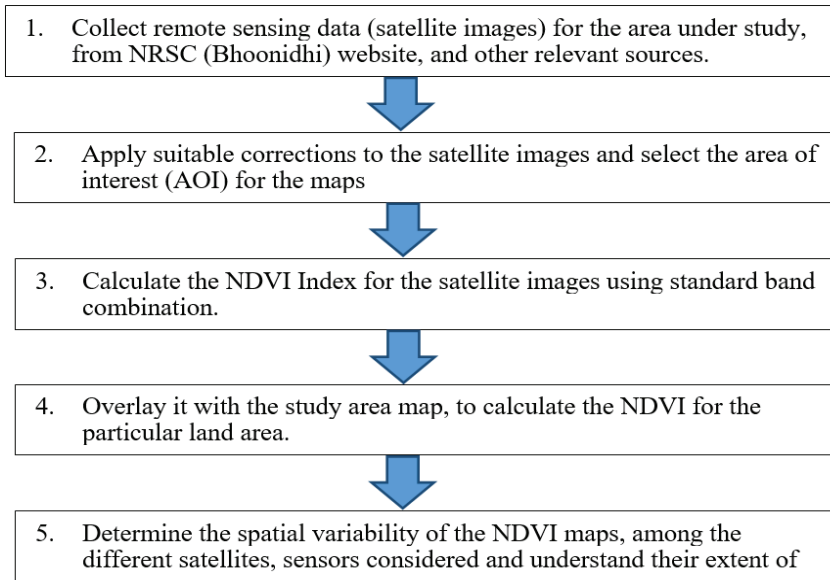 1. Collect remote sensing data (satellite images) for the area under study,
from NRSC (Bhoonidhi) website, and other relevant sources.
2. Apply suitable corrections to the satellite images and select the area of
interest (AOI) for the maps
3. Calculate the NDVI Index for the satellite images using standard band
combination.
4. Overlay it with the study area map, to calculate the NDVI for the
particular land area.
5. Determine the spatial variability of the NDVI maps, among the
different satellites, sensors considered and understand their extent of